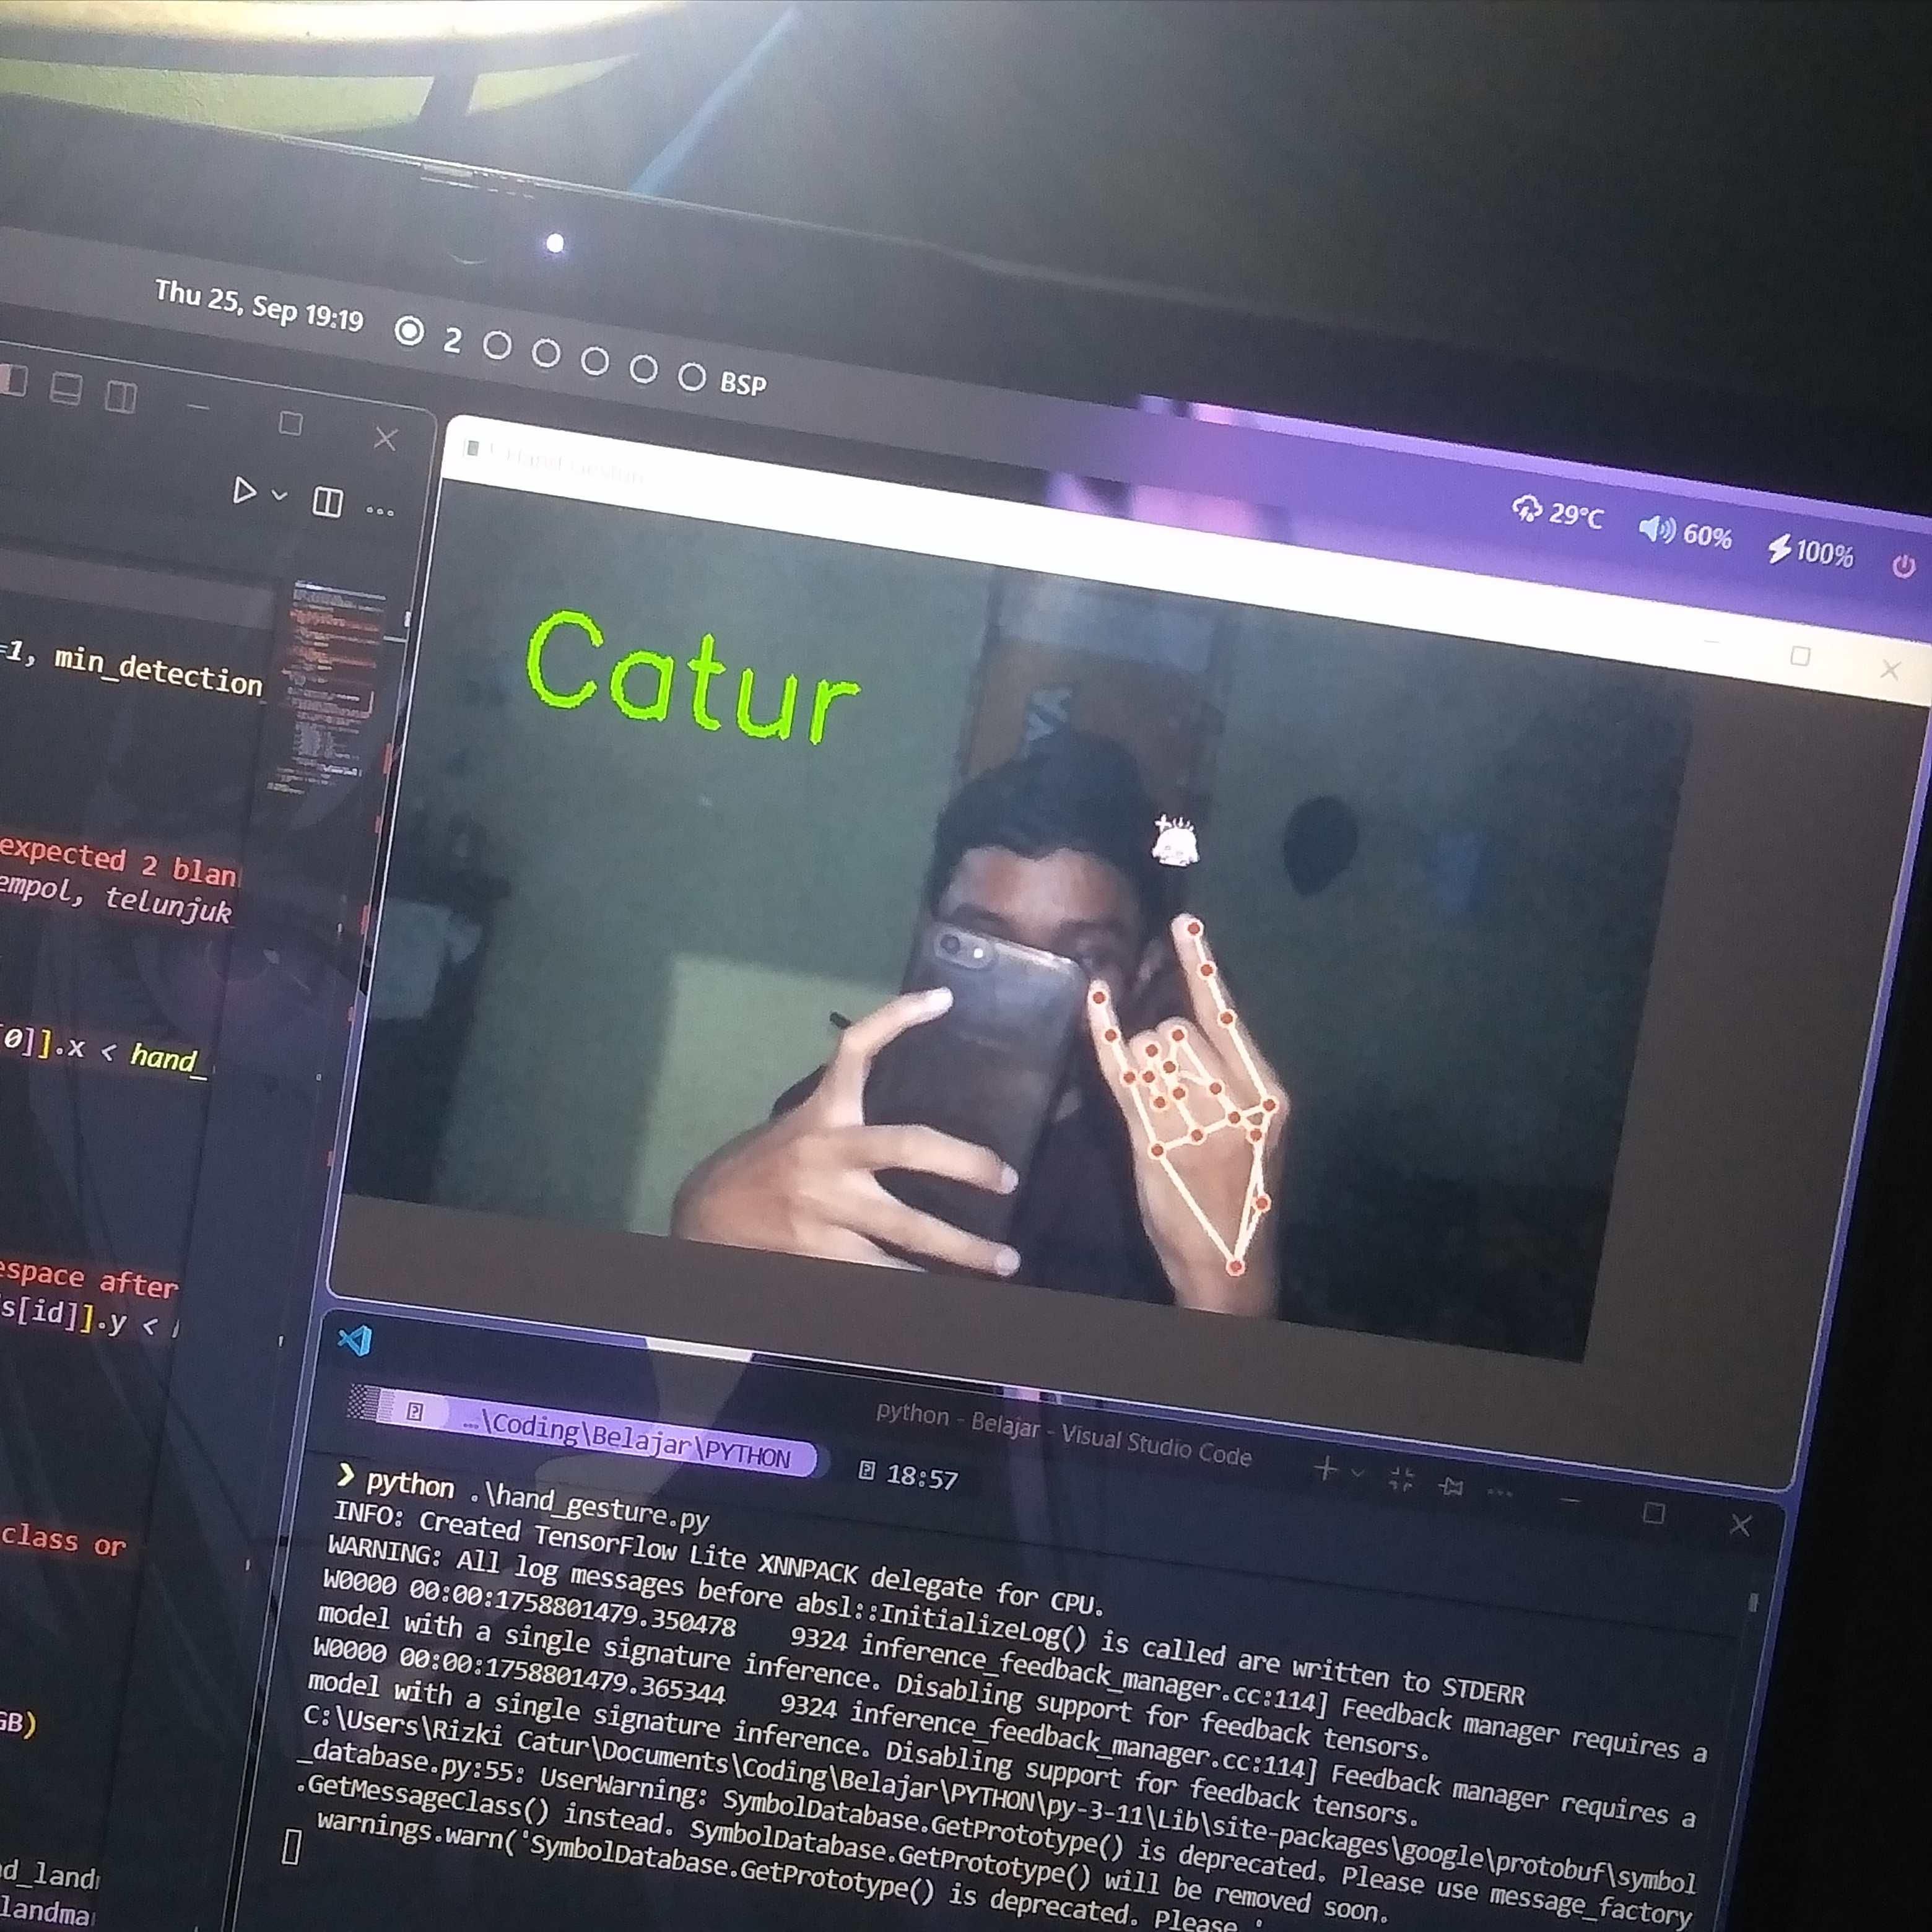 Thu 25, Sep 19:19
2
BSP
29°C
60%
100%
Hand Gesture
Catur
=1, min_detection
expected 2 blan
empol, telunjuk
[0]].x < hand_
espace after
s[id]].y <
class or
GB)
d_land
landma
python - Belajar - Visual Studio Code
...\Coding\Belajar\PYTHON
18:57
❯ python .\hand_gesture.py
INFO: Created TensorFlow Lite XNNPACK delegate for CPU.
WARNING: All log messages before absl::InitializeLog() is called are written to STDERR
W0000 00:00:1758801479.350478    9324 inference_feedback_manager.cc:114] Feedback manager requires a
model with a single signature inference. Disabling support for feedback tensors.
W0000 00:00:1758801479.365344    9324 inference_feedback_manager.cc:114] Feedback manager requires a
model with a single signature inference. Disabling support for feedback tensors.
C:\Users\Rizki Catur\Documents\Coding\Belajar\PYTHON\py-3-11\Lib\site-packages\google\protobuf\symbol
_database.py:55: UserWarning: SymbolDatabase.GetPrototype() is deprecated. Please use message_factory
.GetMessageClass() instead. SymbolDatabase.GetPrototype() will be removed soon.
warnings.warn('SymbolDatabase.GetPrototype() is deprecated. Please '